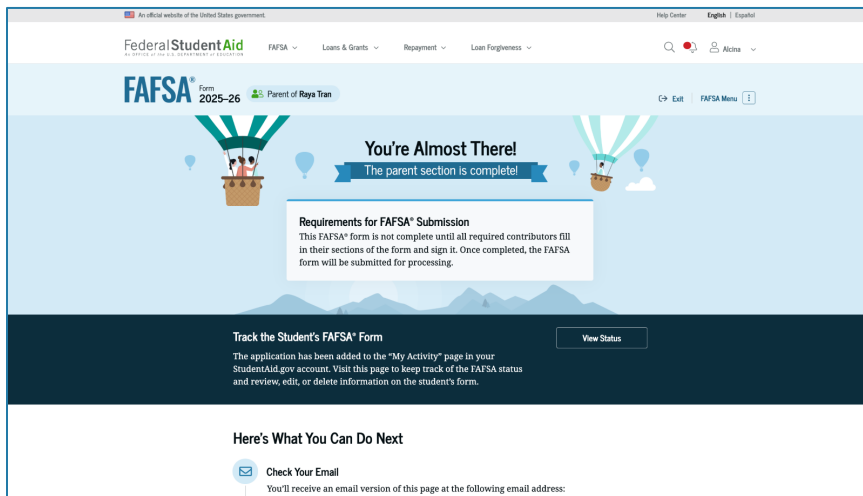 An official website of the United States government.
Help Center English | Español
Federal Student Aid
An OFFICE of the U.S. DEPARTMENT of EDUCATION
FAFSA Loans & Grants Repayment Loan Forgiveness
Alcina
FAFSA® Form 2025–26
Parent of Raya Tran
Exit FAFSA Menu
You're Almost There!
The parent section is complete!
Requirements for FAFSA® Submission
This FAFSA® form is not complete until all required contributors fill
in their sections of the form and sign it. Once completed, the FAFSA
form will be submitted for processing.
Track the Student's FAFSA® Form
View Status
The application has been added to the “My Activity” page in your
StudentAid.gov account. Visit this page to keep track of the FAFSA status
and review, edit, or delete information on the student's form.
Here's What You Can Do Next
Check Your Email
You'll receive an email version of this page at the following email address: